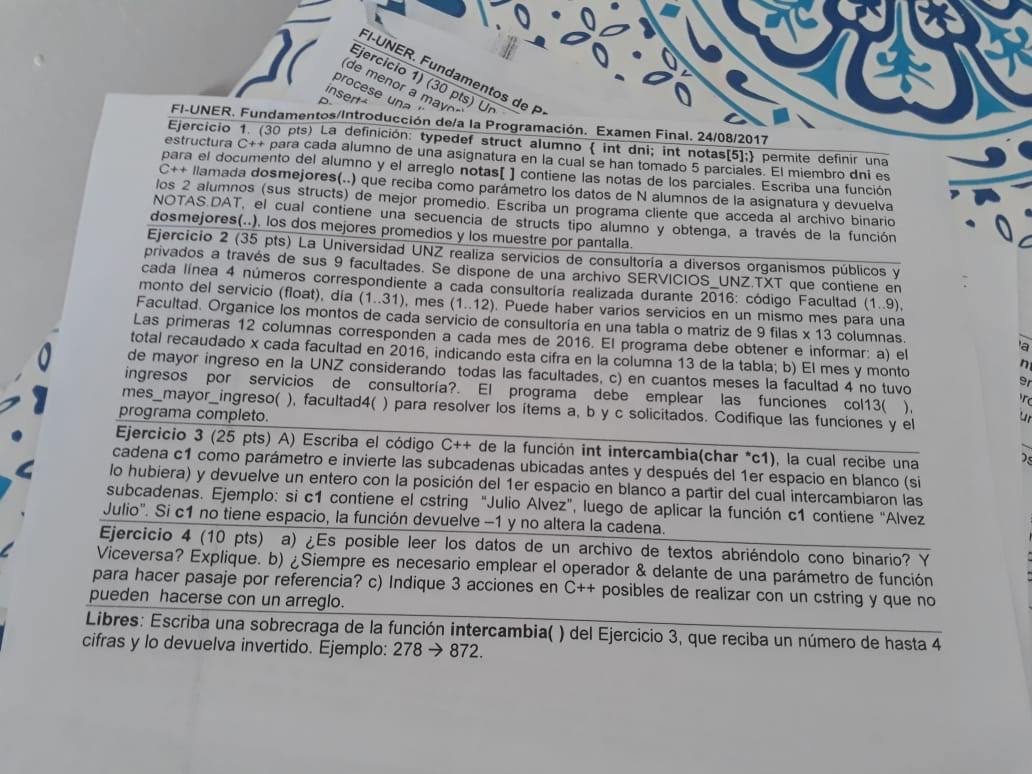 FI-UNER. Fundamentos de
Ejercicio 1) (30 pts) Un
(de menor a
procese una
FI-UNER. Fundamentos/Introducción de/a la Programación. Examen Final. 24/08/2017
Ejercicio 1. (30 pts) La definición: typedef struct alumno { int dni; int notas[5];} permite definir una
estructura C++ para cada alumno de una asignatura en la cual se han tomado 5 parciales. El miembro dni es
para el documento del alumno y el arreglo notas[ ] contiene las notas de los parciales. Escriba una función
C++ llamada dosmejores(..) que reciba como parámetro los datos de N alumnos de la asignatura y devuelva
los 2 alumnos (sus structs) de mejor promedio. Escriba un programa cliente que acceda al archivo binario
NOTAS.DAT, el cual contiene una secuencia de structs tipo alumno y obtenga, a través de la función
dosmejores(..), los dos mejores promedios y los muestre por pantalla.
Ejercicio 2 (35 pts) La Universidad UNZ realiza servicios de consultoría a diversos organismos públicos y
privados a través de sus 9 facultades. Se dispone de una archivo SERVICIOS_UNZ.TXT que contiene en
cada línea 4 números correspondiente a cada consultoría realizada durante 2016: código Facultad (1..9),
monto del servicio (float), día (1..31), mes (1..12). Puede haber varios servicios en un mismo mes para una
Facultad. Organice los montos de cada servicio de consultoría en una tabla o matriz de 9 filas x 13 columnas.
Las primeras 12 columnas corresponden a cada mes de 2016. El programa debe obtener e informar: a) el
total recaudado x cada facultad en 2016, indicando esta cifra en la columna 13 de la tabla; b) El mes y monto
de mayor ingreso en la UNZ considerando todas las facultades, c) en cuantos meses la facultad 4 no tuvo
ingresos por servicios de consultoría?. El programa debe emplear las funciones col13( ),
mes_mayor_ingreso( ), facultad4( ) para resolver los ítems a, b y c solicitados. Codifique las funciones y el
programa completo.
Ejercicio 3 (25 pts) A) Escriba el código C++ de la función int intercambia(char *c1), la cual recibe una
cadena c1 como parámetro e invierte las subcadenas ubicadas antes y después del 1er espacio en blanco (si
lo hubiera) y devuelve un entero con la posición del 1er espacio en blanco a partir del cual intercambiaron las
subcadenas. Ejemplo: si c1 contiene el cstring “Julio Alvez”, luego de aplicar la función c1 contiene “Alvez
Julio”. Si c1 no tiene espacio, la función devuelve –1 y no altera la cadena.
Ejercicio 4 (10 pts) a) ¿Es posible leer los datos de un archivo de textos abriéndolo cono binario? Y
Viceversa? Explique. b) ¿Siempre es necesario emplear el operador & delante de una parámetro de función
para hacer pasaje por referencia? c) Indique 3 acciones en C++ posibles de realizar con un cstring y que no
pueden hacerse con un arreglo.
Libres: Escriba una sobrecraga de la función intercambia( ) del Ejercicio 3, que reciba un número de hasta 4
cifras y lo devuelva invertido. Ejemplo: 278 → 872.